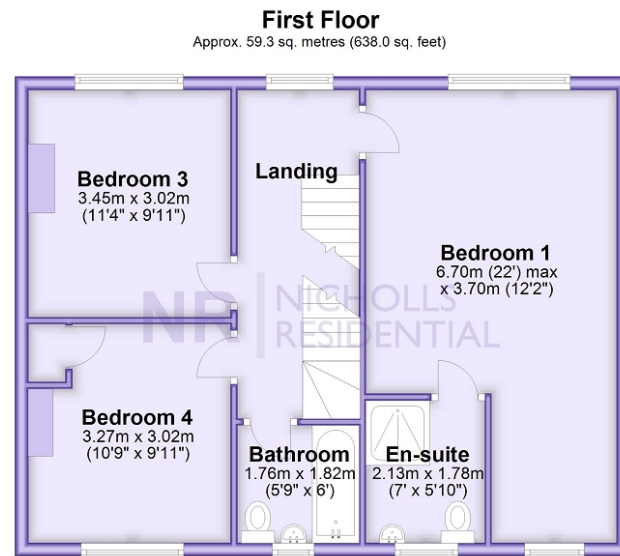 First Floor
Approx. 59.3 sq. metres (638.0 sq. feet)
Bedroom 3
3.45m x 3.02m
(11'4" x 9'11")
Landing
Bedroom 1
6.70m (22') max
x 3.70m (12'2")
NR NICHOLLS
RESIDENTIAL
Bedroom 4
3.27m x 3.02m
(10'9" x 9'11")
Bathroom
1.76m x 1.82m
(5'9" x 6')
En-suite
2.13m x 1.78m
(7' x 5'10")